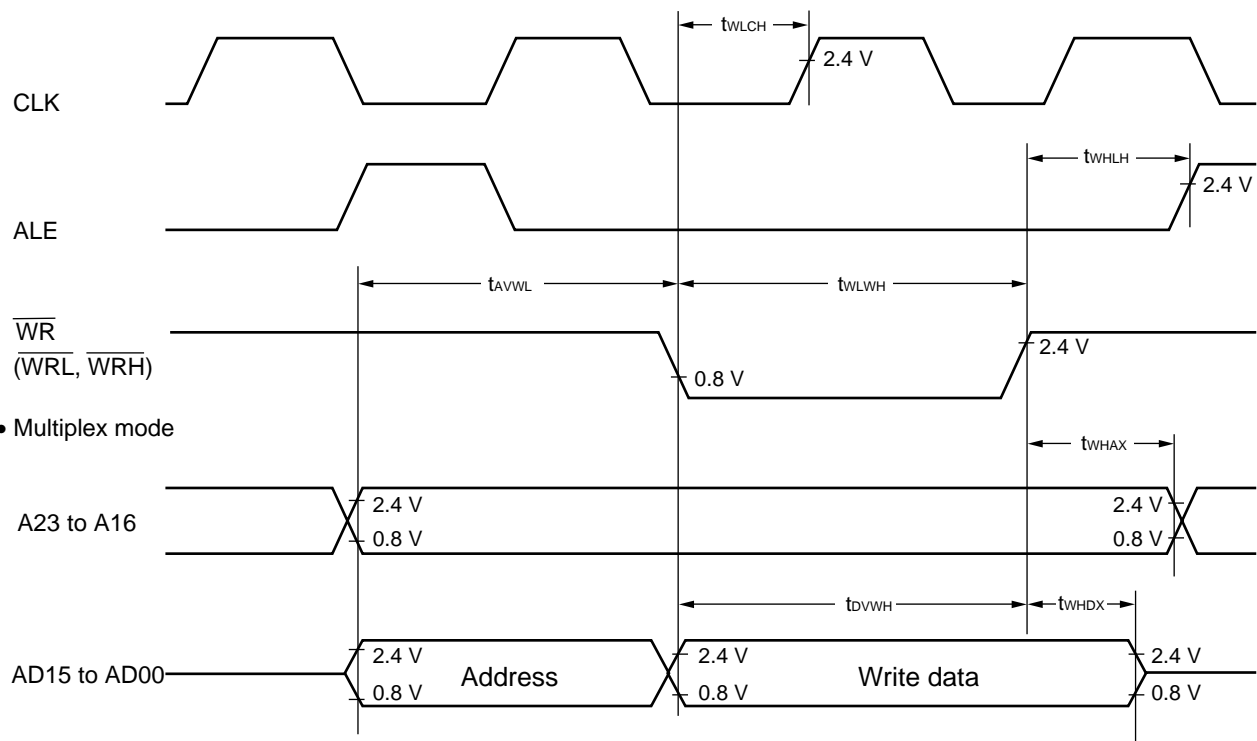 tWLCH
2.4 V
CLK
tWHLH
2.4 V
ALE
tAVWL
tWLWH
WR
(WRL, WRH)
2.4 V
0.8 V
• Multiplex mode
tWHAX
A23 to A16
2.4 V
0.8 V
2.4 V
0.8 V
tDVWH
tWHDX
AD15 to AD00
2.4 V
0.8 V
Address
2.4 V
0.8 V
Write data
2.4 V
0.8 V